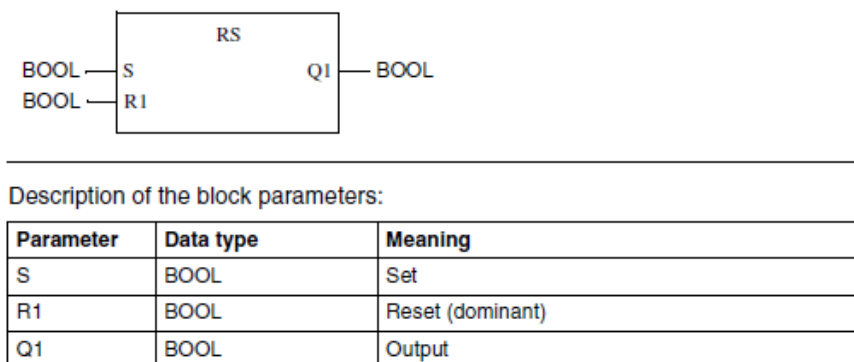 RS
BOOL S Q1 BOOL
BOOL R1
Description of the block parameters:
Parameter Data type Meaning
S BOOL Set
R1 BOOL Reset (dominant)
Q1 BOOL Output